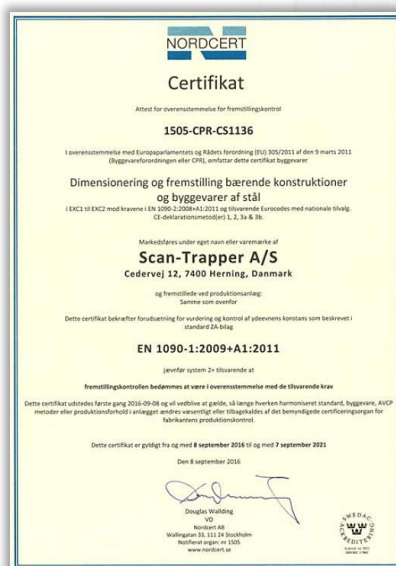 NORDCERT
Certifikat
Attest for overensstemmelse for fremstillingskontrol
1505-CPR-CS1136
I overensstemmelse med Europaparlamentets og Rådets forordning (EU) 305/2011 af den 9 marts 2011
(Byggevareforordningen eller CPR), omfattar dette certifikat byggevarer
Dimensionering og fremstilling bærende konstruktioner
og byggevarer af stål
i EXC1 til EXC2 mod kravene i EN 1090-2:2008+A1:2011 og tilsvarende Eurocodes med nationale tilvalg.
CE-deklarationsmetod(er) 1, 2, 3a & 3b.
Markedsføres under eget navn eller varemærke af
Scan-Trapper A/S
Cedervej 12, 7400 Herning, Danmark
og fremstillede ved produktionsanlæg:
Samme som ovenfor
Dette certifikat bekræfter forudsætning for vurdering og kontrol af ydeevnens konstans som beskrevet i
standard ZA-bilag
EN 1090-1:2009+A1:2011
jævnfør system 2+ tilsvarende at
fremstillingskontrollen bedømmes at være i overensstemmelse med de tilsvarende krav
Dette certifikat udstedes første gang 2016-09-08 og vil vedblive at gælde, så længe hverken harmoniseret standard, byggevare, AVCP
metoder eller produktionsforhold i anlægget ændres væsentligt eller tilbagekaldes af det bemyndigede certificeringsorgan for
fabrikantens produktionskontrol.
Dette certifikat er gyldigt fra og med 8 september 2016 til og med 7 september 2021
Den 8 september 2016
Douglas Wallding
VD
Nordcert AB
Wallingatan 33, 111 24 Stockholm
Notifierat organ: nr 1505
www.nordcert.se
SWEDAC
ACKREDITERING